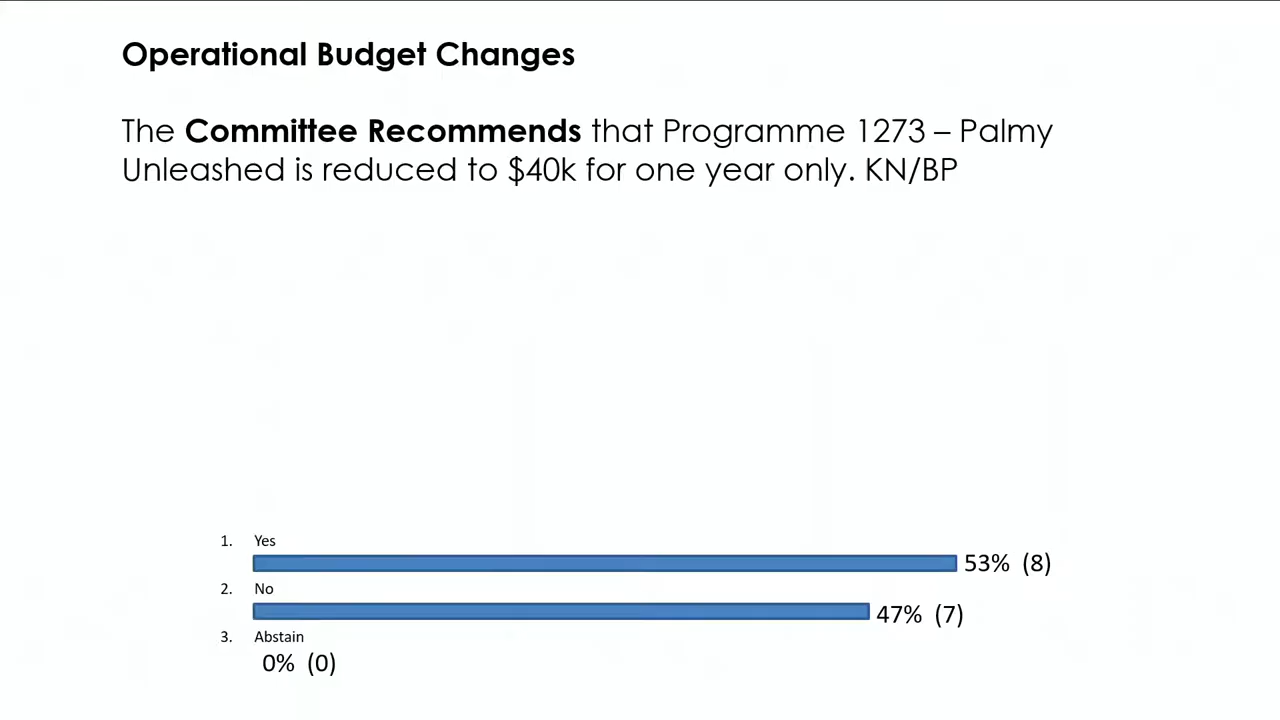 Operational Budget Changes
The Committee Recommends that Programme 1273 – Palmy
Unleashed is reduced to $40k for one year only. KN/BP
1. Yes
53% (8)
2. No
47% (7)
3. Abstain
0% (0)